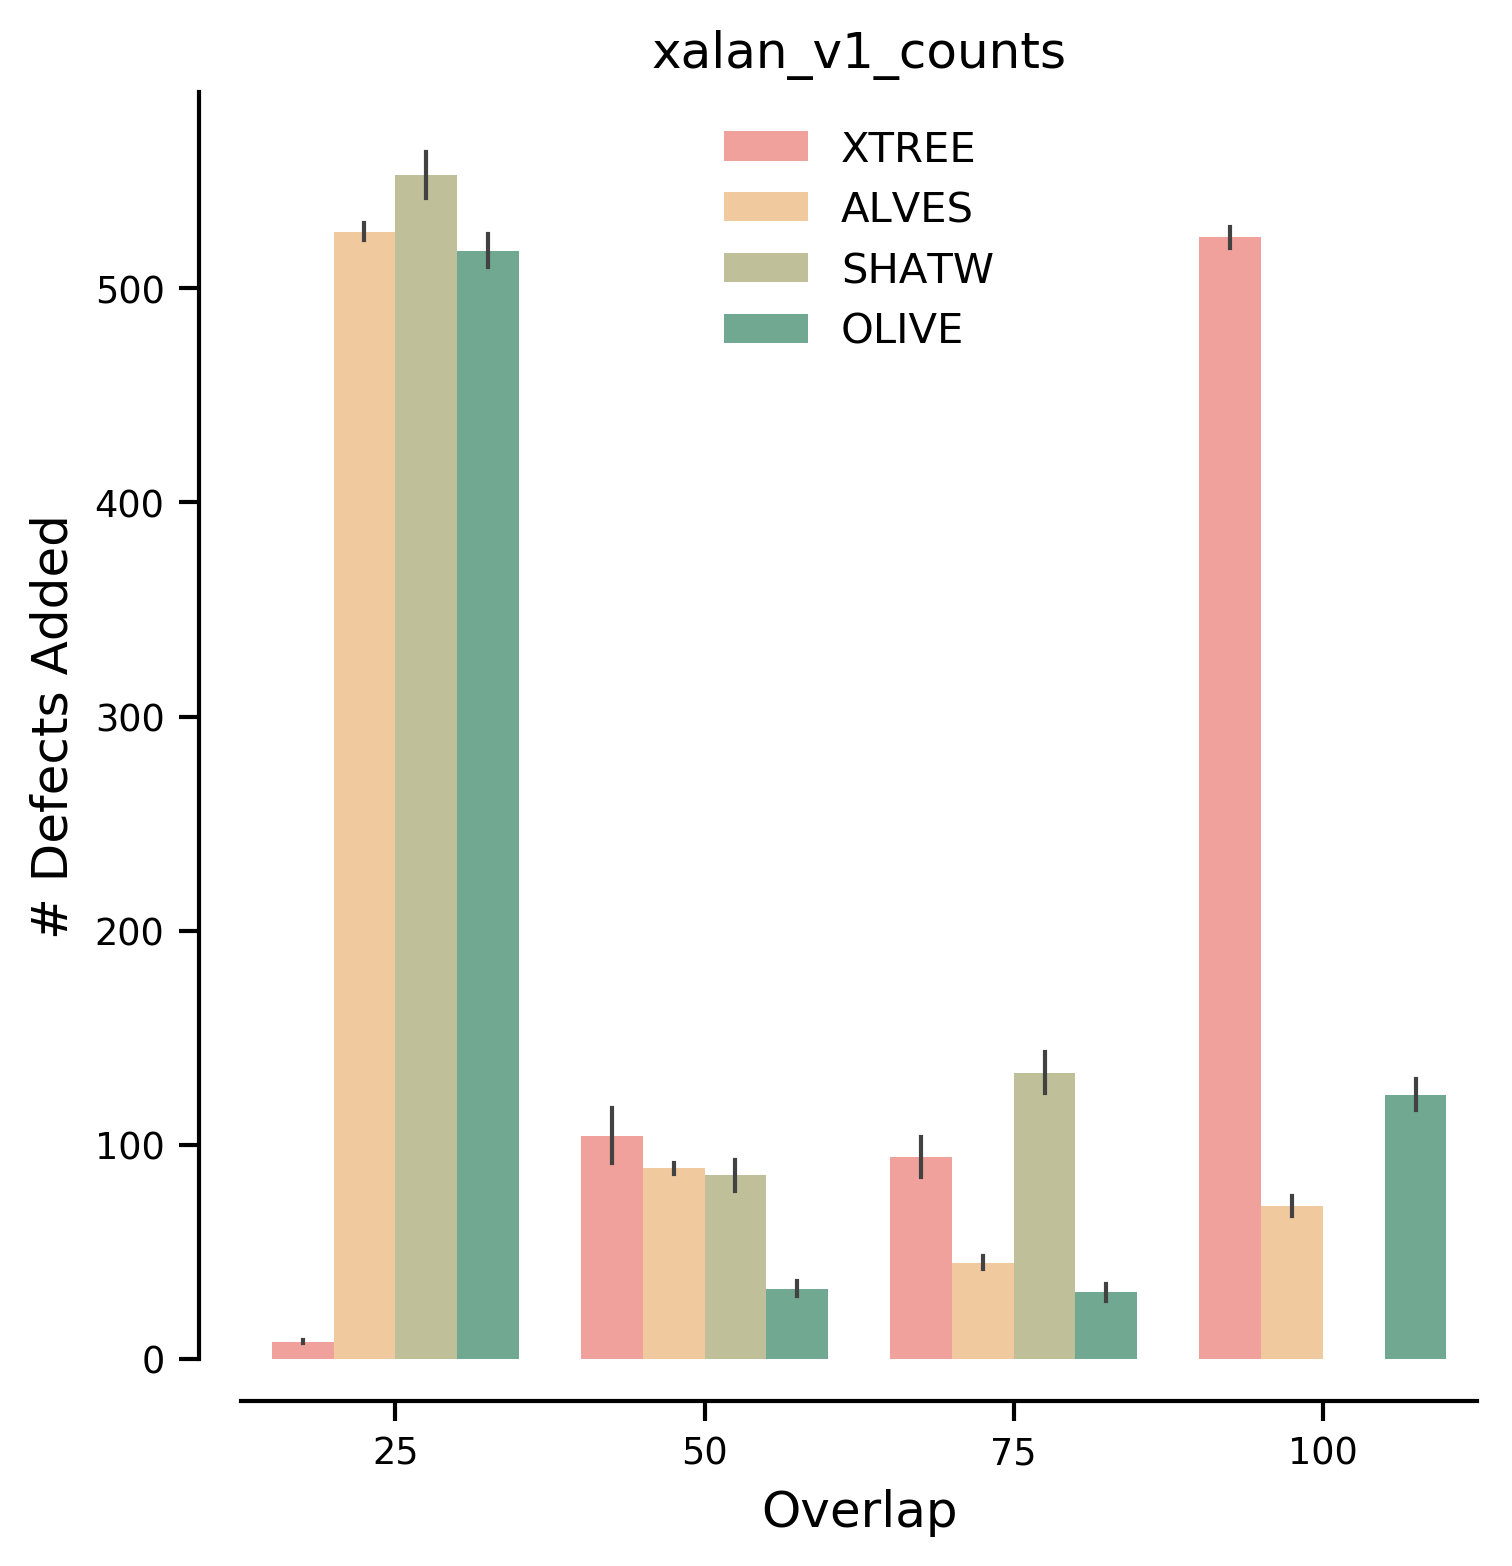 xalan_v1_counts
XTREE
ALVES
SHATW
OLIVE
# Defects Added
500
400
300
200
100
0
25 50 75 100
Overlap